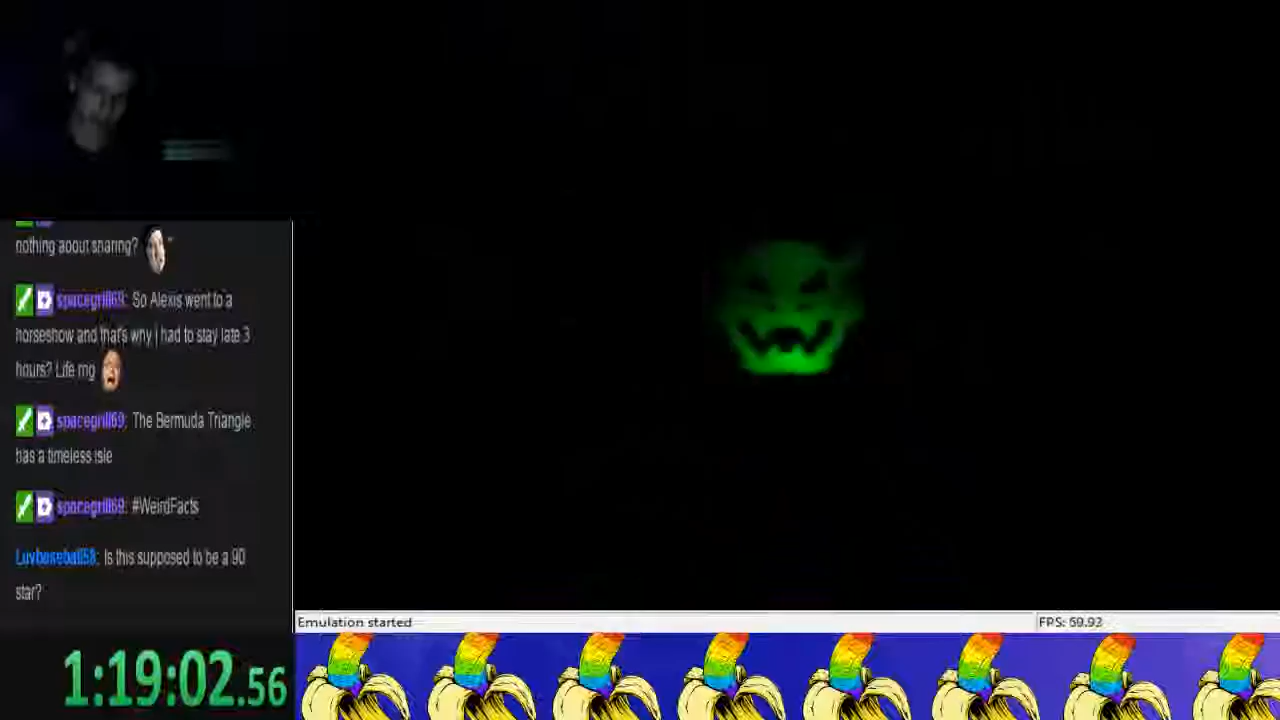 nothing about sharing?
spacegrill69: So Alexis went to a
horseshow and that's why I had to stay late 3
hours? Life mg
spacegrill69: The Bermuda Triangle
has a timeless isle
spacegrill69: #WeirdFacts
Luvbaseball58: Is this supposed to be a 90
star?
Emulation started
FPS: 59.93
1:19:02.56